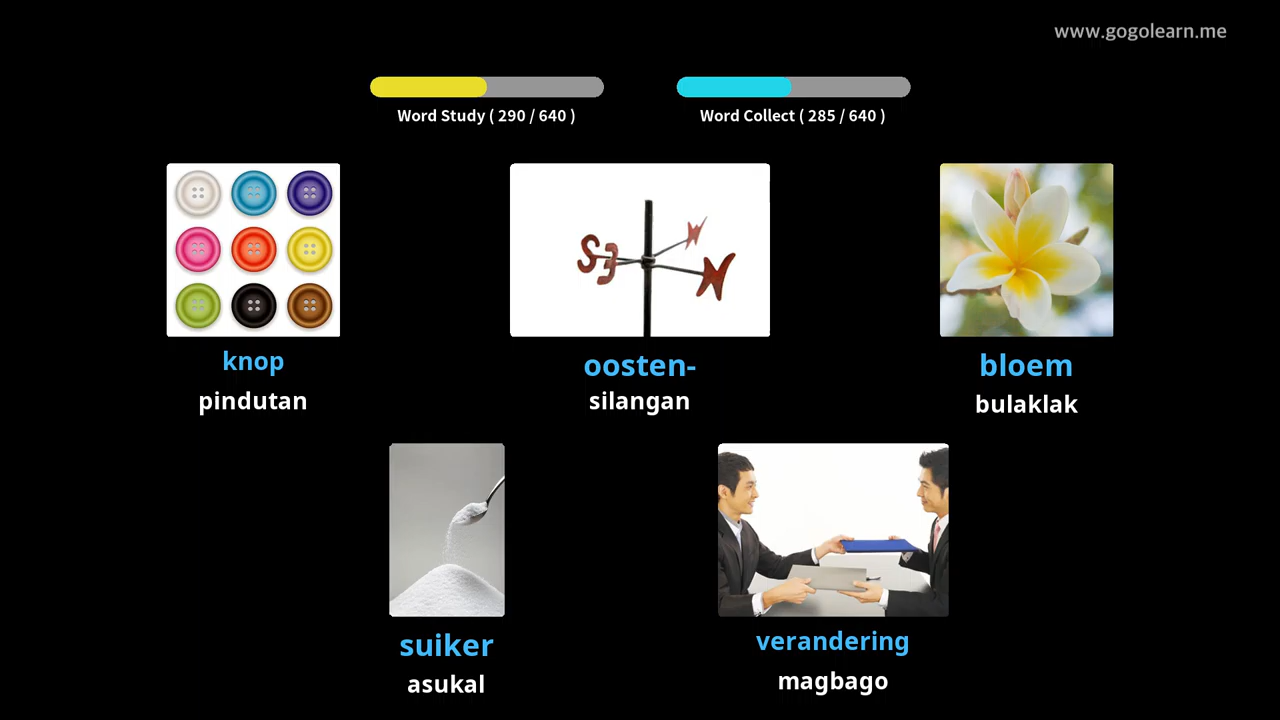 www.gogolearn.me
Word Study ( 290 / 640 )
Word Collect ( 285 / 640 )
S E N W
knop
pindutan
oosten-
silangan
bloem
bulaklak
suiker
asukal
verandering
magbago